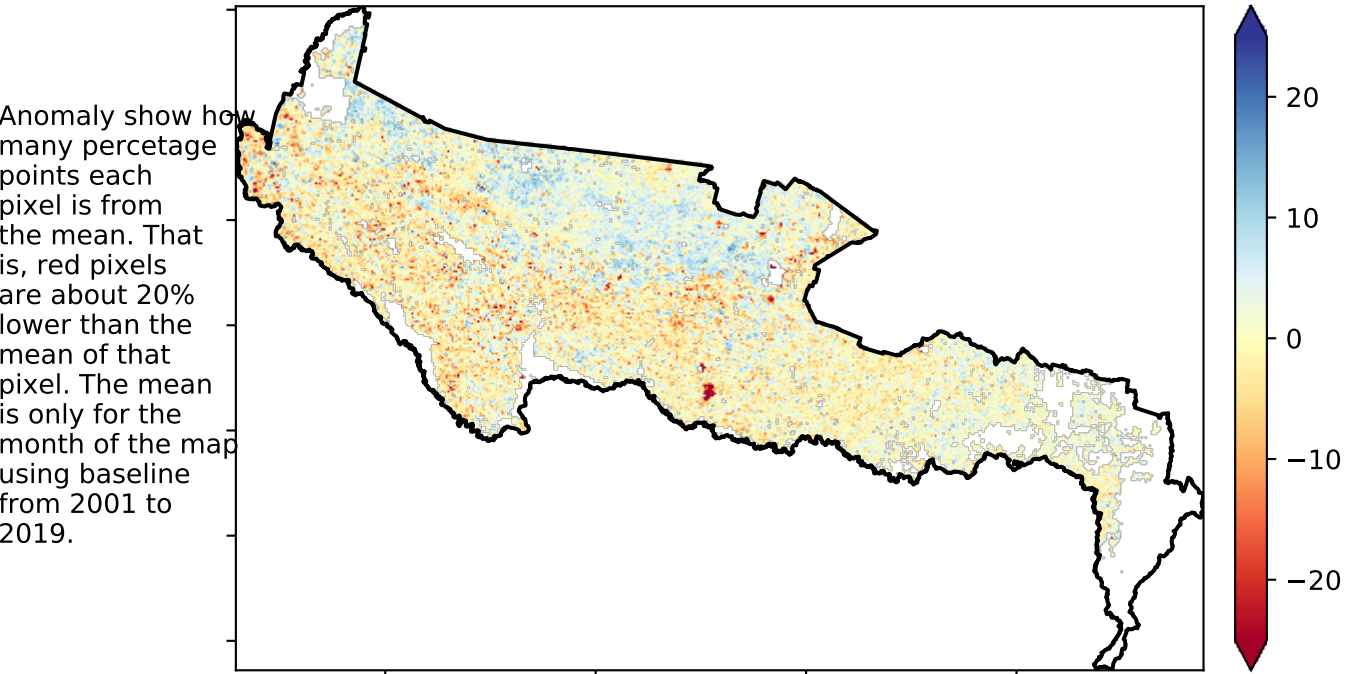 Anomaly show how
many percetage
points each
pixel is from
the mean. That
is, red pixels
are about 20%
lower than the
mean of that
pixel. The mean
is only for the
month of the map
using baseline
from 2001 to
2019.
20
10
0
−10
−20